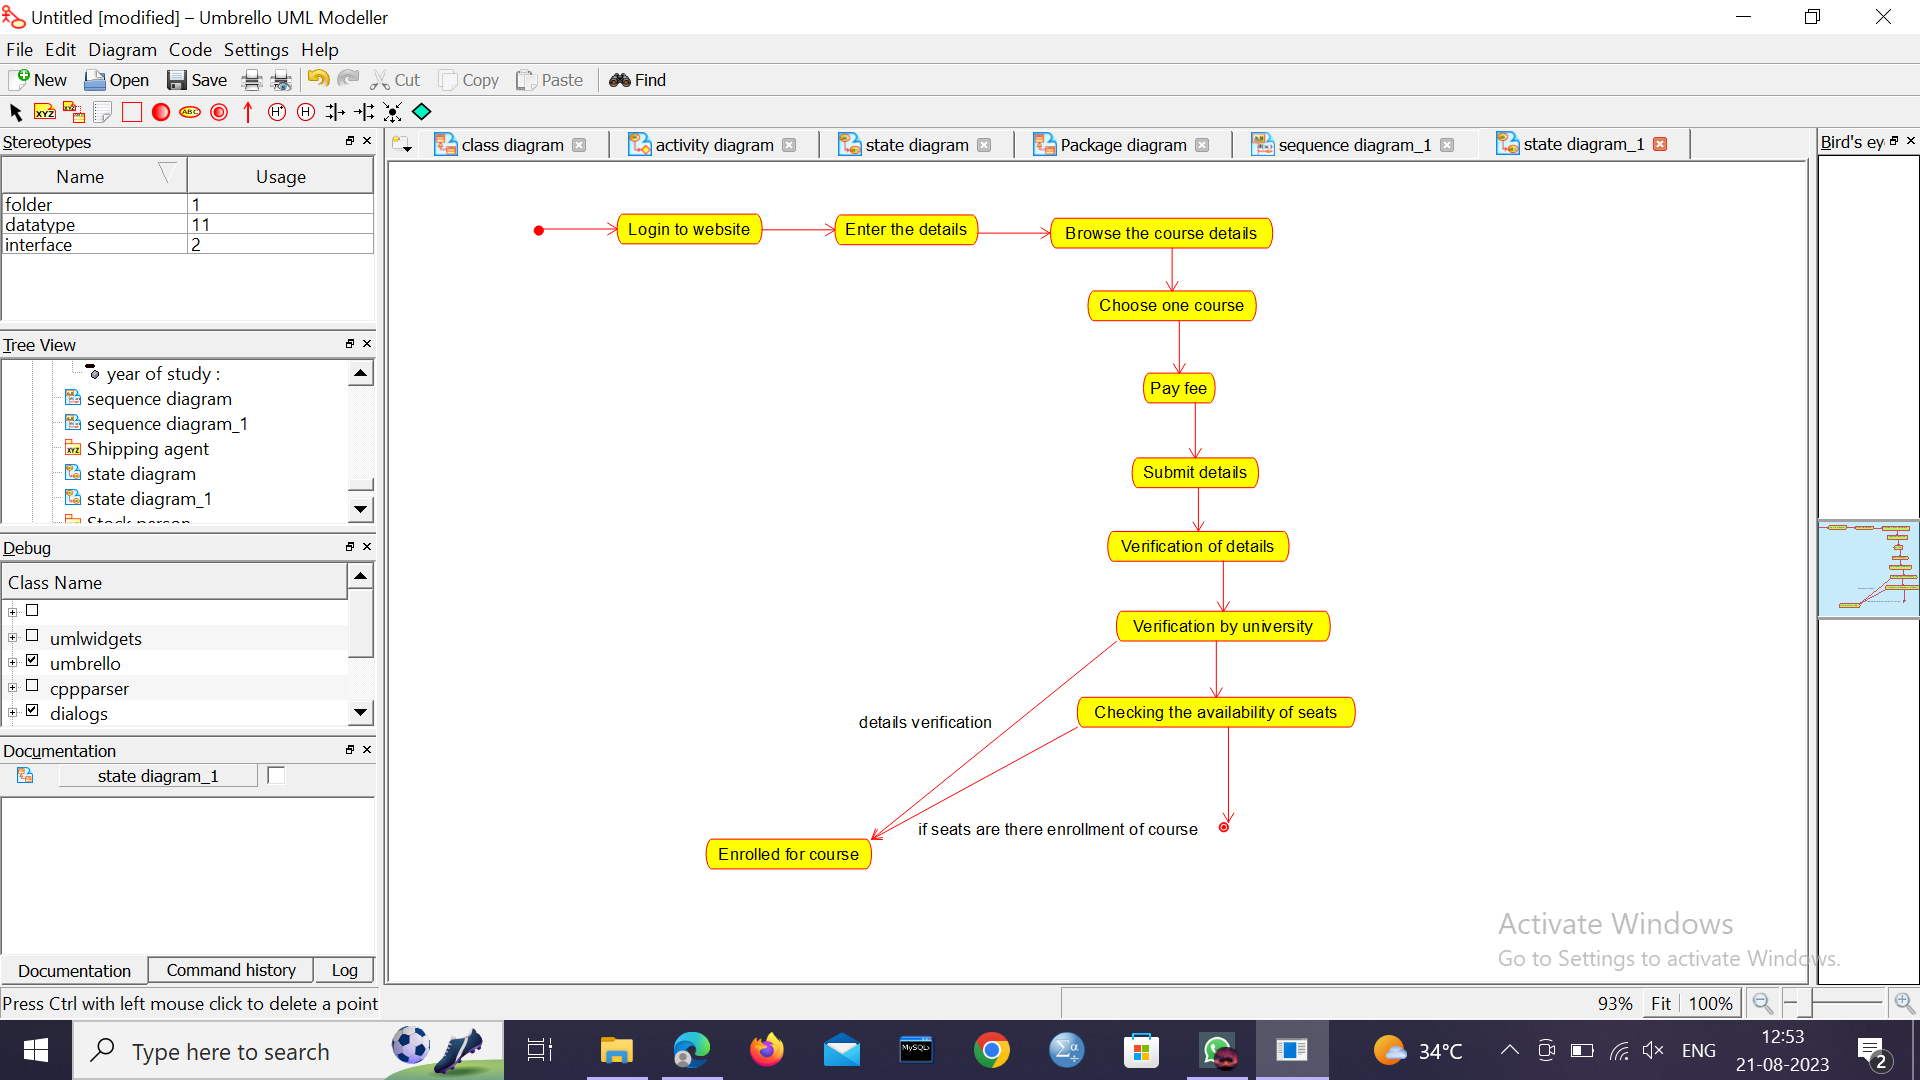 Untitled [modified] – Umbrello UML Modeller
File Edit Diagram Code Settings Help
New Open Save Cut Copy Paste Find
XYZ XYZ ABC H* H
Stereotypes
Name Usage
folder 1
datatype 11
interface 2
Tree View
year of study :
sequence diagram
sequence diagram_1
Shipping agent
state diagram
state diagram_1
Stock person
Debug
Class Name
umlwidgets
umbrello
cppparser
dialogs
Documentation
state diagram_1
Documentation Command history Log
Press Ctrl with left mouse click to delete a point
class diagram activity diagram state diagram Package diagram sequence diagram_1 state diagram_1
Login to website Enter the details Browse the course details
Choose one course
Pay fee
Submit details
Verification of details
Verification by university
Checking the availability of seats
details verification
if seats are there enrollment of course
Enrolled for course
Bird's ey
Activate Windows
Go to Settings to activate Windows.
93% Fit 100%
Type here to search
MySQL
Σα
34°C
ENG
12:53
21-08-2023
2